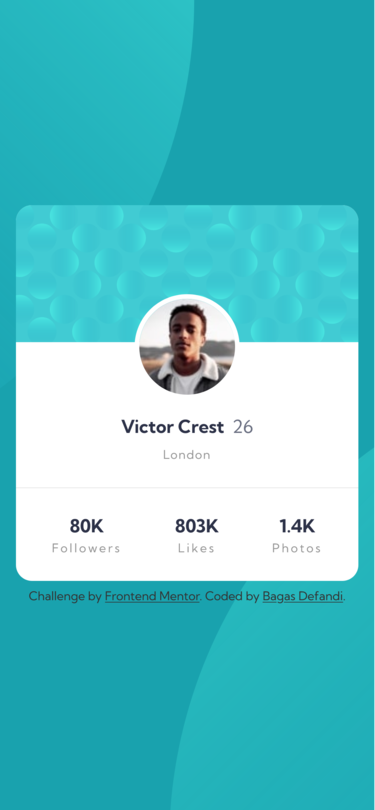 Victor Crest 26
London
80K 803K 1.4K
Followers Likes Photos
Challenge by Frontend Mentor. Coded by Bagas Defandi.